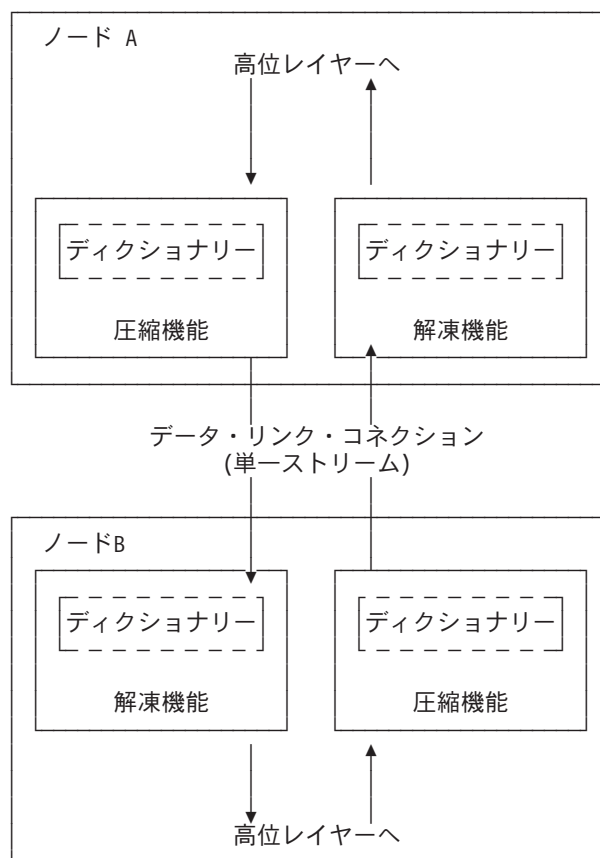 ノード A
高位レイヤーへ
ディクショナリー ディクショナリー
圧縮機能 解凍機能
データ・リンク・コネクション
(単一ストリーム)
ノードB
ディクショナリー ディクショナリー
解凍機能 圧縮機能
高位レイヤーへ